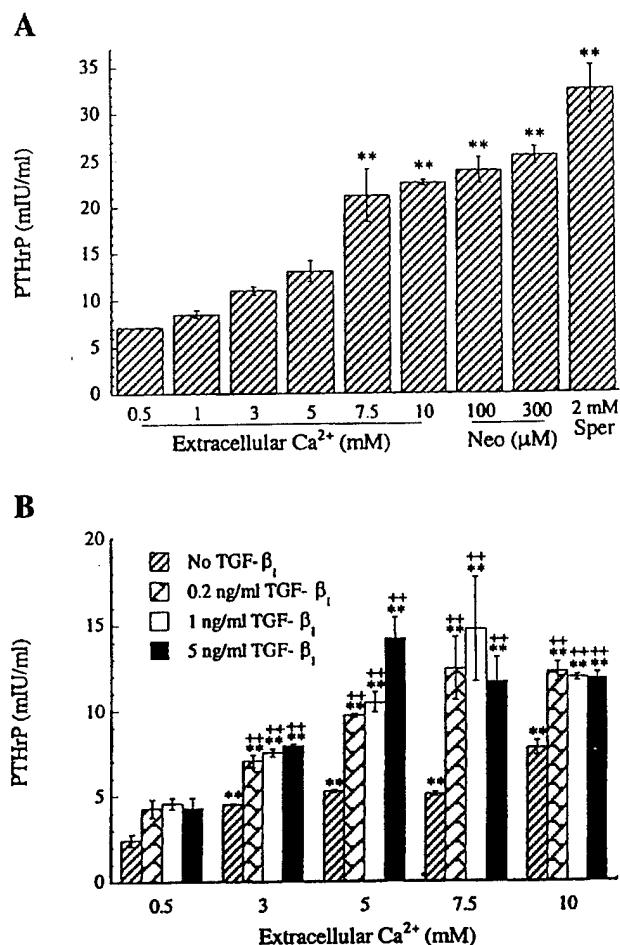 A
PTHrP (mIU/ml)
35
30
25
20
15
10
5
0
** ** ** ** **
0.5 1 3 5 7.5 10 100 300 2 mM
Extracellular Ca²⁺ (mM) Neo (μM) Sper
B
PTHrP (mIU/ml)
20
15
10
5
0
No TGF- β₁
0.2 ng/ml TGF- β₁
1 ng/ml TGF- β₁
5 ng/ml TGF- β₁
++ ++ ++ ++ ++ ++ ++ ++ ++ ++ ++ ++
** ** ** ** ** ** ** ** ** ** ** ** ** ** ** **
0.5 3 5 7.5 10
Extracellular Ca²⁺ (mM)